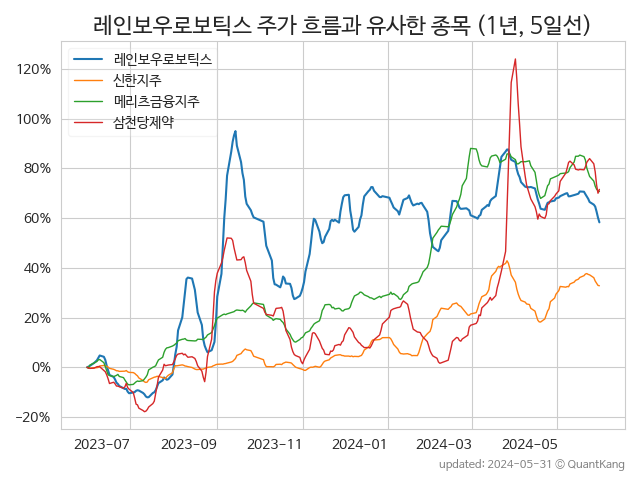 레인보우로보틱스 주가 흐름과 유사한 종목 (1년, 5일선)
레인보우로보틱스
신한지주
메리츠금융지주
삼천당제약
120%
100%
80%
60%
40%
20%
0%
−20%
2023-07 2023-09 2023-11 2024-01 2024-03 2024-05
updated: 2024-05-31 © QuantKang